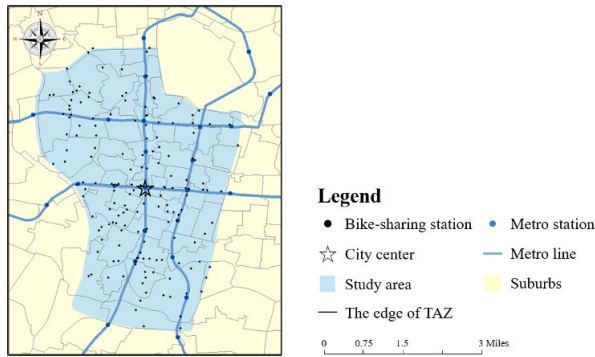 N
W
E
S
Legend
Bike-sharing station
Metro station
City center
Metro line
Study area
Suburbs
The edge of TAZ
0 0.75 1.5 3 Miles